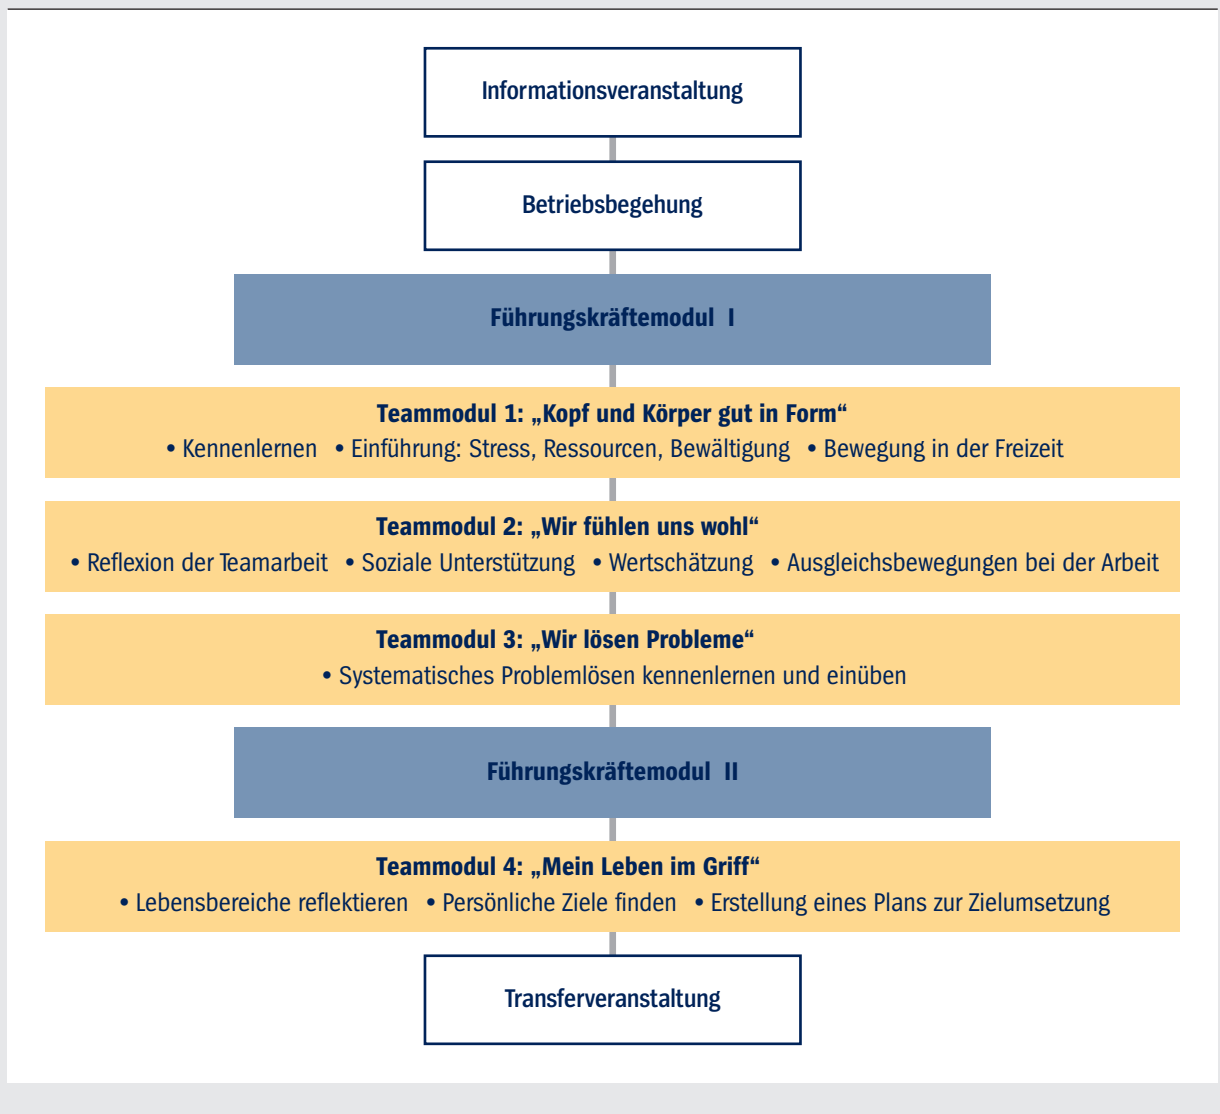 Informationsveranstaltung
Betriebsbegehung
Führungskräftemodul I
Teammodul 1: „Kopf und Körper gut in Form“
• Kennenlernen • Einführung: Stress, Ressourcen, Bewältigung • Bewegung in der Freizeit
Teammodul 2: „Wir fühlen uns wohl“
• Reflexion der Teamarbeit • Soziale Unterstützung • Wertschätzung • Ausgleichsbewegungen bei der Arbeit
Teammodul 3: „Wir lösen Probleme“
• Systematisches Problemlösen kennenlernen und einüben
Führungskräftemodul II
Teammodul 4: „Mein Leben im Griff“
• Lebensbereiche reflektieren • Persönliche Ziele finden • Erstellung eines Plans zur Zielumsetzung
Transferveranstaltung